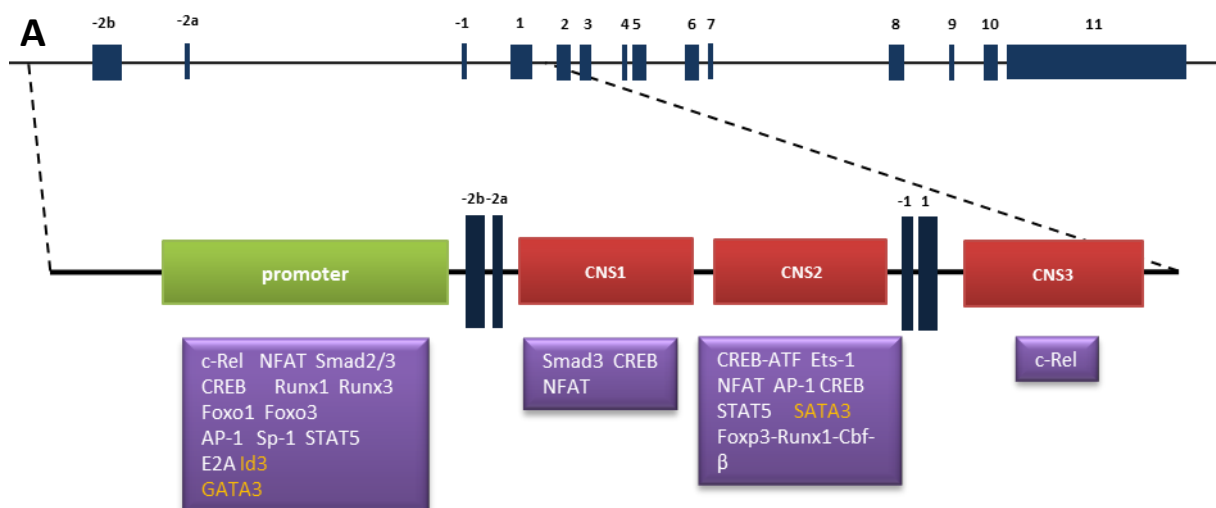 A
-2b -2a -1 1 2 3 4 5 6 7 8 9 10 11
-2b -2a -1 1
promoter CNS1 CNS2 CNS3
c-Rel NFAT Smad2/3
CREB Runx1 Runx3
Foxo1 Foxo3
AP-1 Sp-1 STAT5
E2A Id3
GATA3
Smad3 CREB
NFAT
CREB-ATF Ets-1
NFAT AP-1 CREB
STAT5 SATA3
Foxp3-Runx1-Cbf-
β
c-Rel